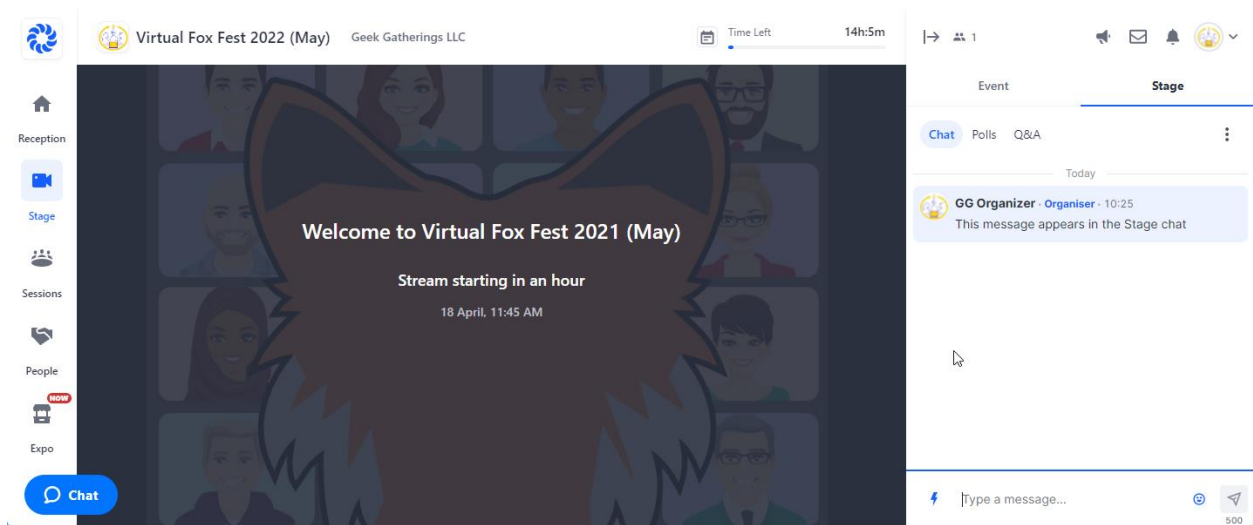 Virtual Fox Fest 2022 (May)
Geek Gatherings LLC
Time Left
14h:5m
1
Reception
Stage
Sessions
People
NOW
Expo
Chat
Welcome to Virtual Fox Fest 2021 (May)
Stream starting in an hour
18 April, 11:45 AM
Event
Stage
Chat
Polls
Q&A
Today
GG Organizer · Organiser · 10:25
This message appears in the Stage chat
Type a message...
500